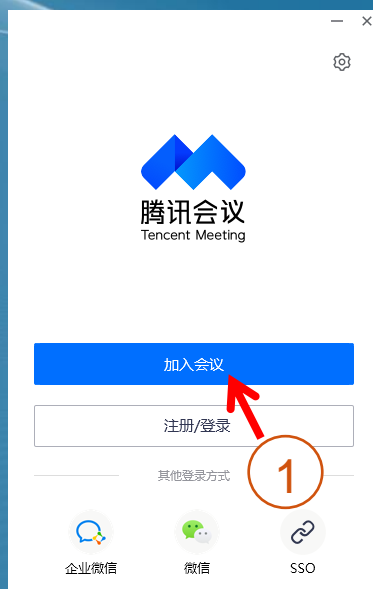 腾讯会议
Tencent Meeting
加入会议
注册/登录
其他登录方式
1
企业微信
微信
SSO